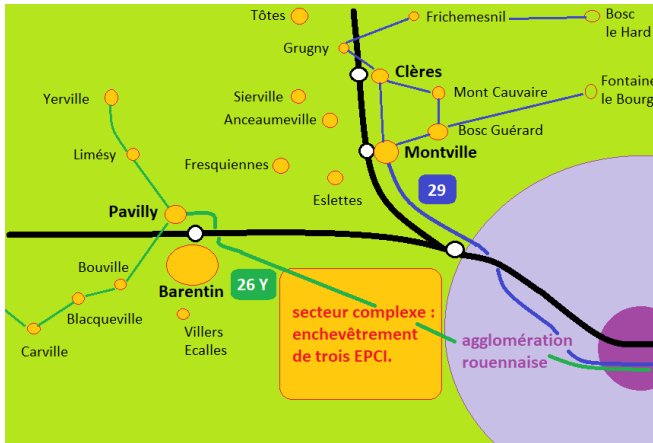 Tôtes
Frichemesnil
Bosc
le Hard
Grugny
Clères
Yerville
Sierville
Mont Cauvaire
Fontaine
le Bourg
Anceaumeville
Bosc Guérard
Limésy
Montville
Fresquiennes
Eslettes
29
Pavilly
Bouville
Barentin
26 Y
Blacqueville
Carville
Villers
Ecalles
secteur complexe :
enchevêtrement
de trois EPCI.
agglomération
rouennaise